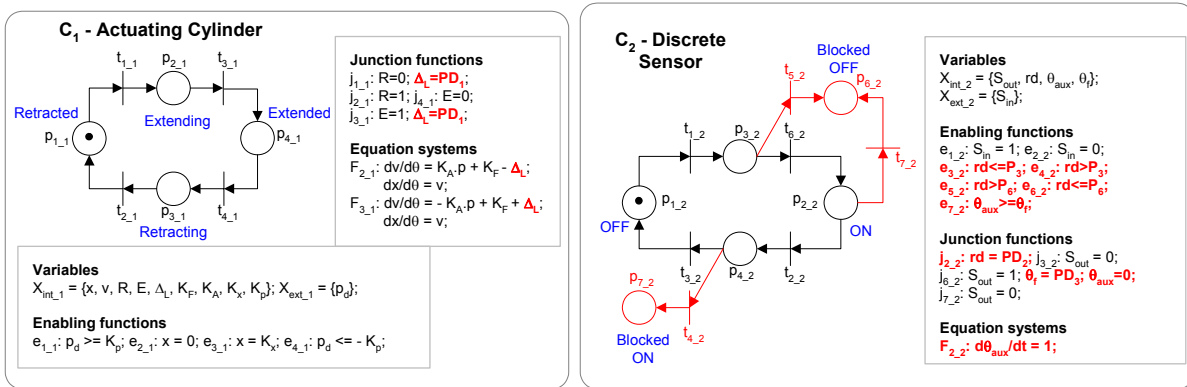 C1 - Actuating Cylinder
t1_1
p2_1
t3_1
Retracted
Extending
Extended
p1_1
p4_1
t2_1
p3_1
t4_1
Retracting
Junction functions
j1_1: R=0; ΔL=PD1;
j2_1: R=1; j4_1: E=0;
j3_1: E=1; ΔL=PD1;
Equation systems
F2_1: dv/dθ = KA.p + KF - ΔL;
dx/dθ = v;
F3_1: dv/dθ = - KA.p + KF + ΔL;
dx/dθ = v;
Variables
Xint_1 = {x, v, R, E, ΔL, KF, KA, Kx, Kp}; Xext_1 = {pd};
Enabling functions
e1_1: pd >= Kp; e2_1: x = 0; e3_1: x = Kx; e4_1: pd <= - Kp;
C2 - Discrete
Sensor
Blocked
OFF
t5_2
p6_2
t1_2
p3_2
t6_2
t7_2
p1_2
p2_2
OFF
ON
t3_2
p4_2
t2_2
p7_2
t4_2
Blocked
ON
Variables
Xint_2 = {Sout, rd, θaux, θf};
Xext_2 = {Sin};
Enabling functions
e1_2: Sin = 1; e2_2: Sin = 0;
e3_2: rd<=P3; e4_2: rd>P3;
e5_2: rd>P6; e6_2: rd<=P6;
e7_2: θaux>=θf;
Junction functions
j2_2: rd = PD2; j3_2: Sout = 0;
j6_2: Sout = 1; θf = PD3; θaux=0;
j7_2: Sout = 0;
Equation systems
F2_2: dθaux/dt = 1;